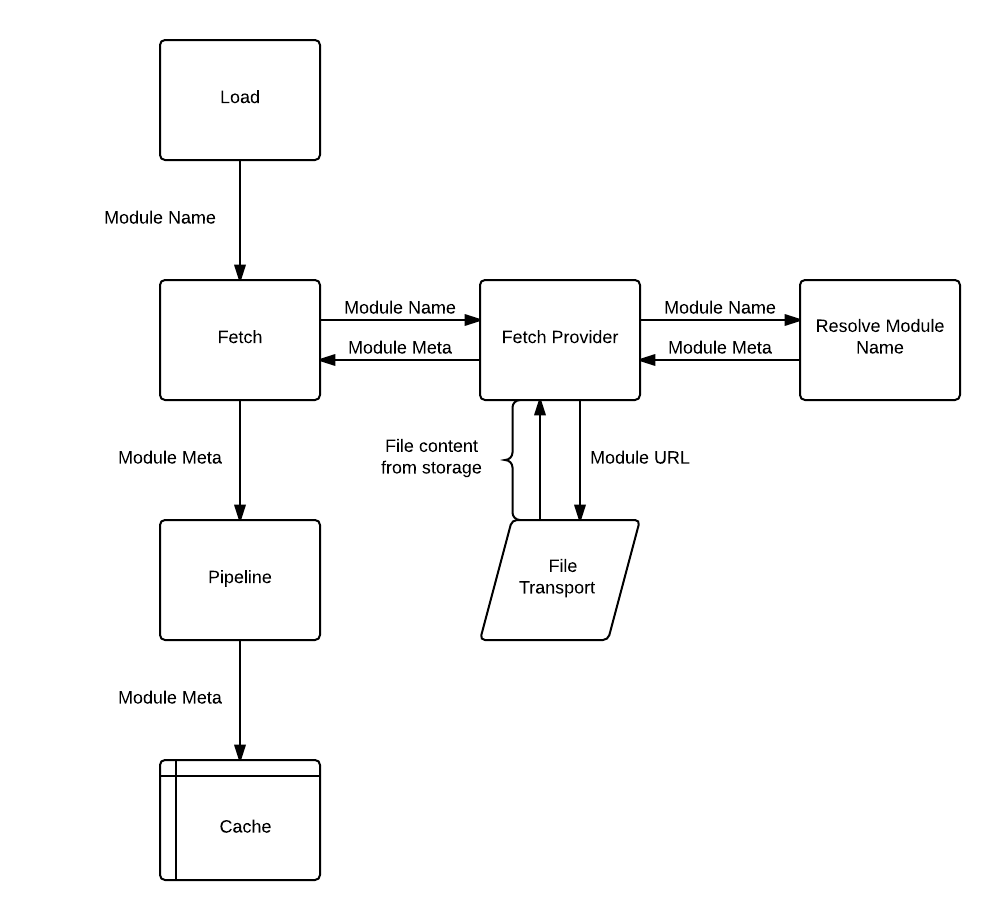 Load
Module Name
Fetch
Module Name
Module Meta
Fetch Provider
Module Name
Module Meta
Resolve Module
Name
Module Meta
File content
from storage
Module URL
Pipeline
File
Transport
Module Meta
Cache